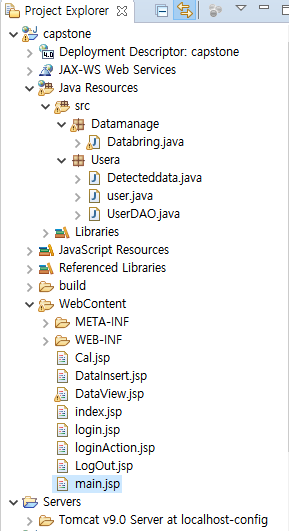 Project Explorer
capstone
Deployment Descriptor: capstone
JAX-WS Web Services
Java Resources
src
Datamanage
Databring.java
Usera
Detecteddata.java
user.java
UserDAO.java
Libraries
JavaScript Resources
Referenced Libraries
build
WebContent
META-INF
WEB-INF
Cal.jsp
DataInsert.jsp
DataView.jsp
index.jsp
login.jsp
loginAction.jsp
LogOut.jsp
main.jsp
Servers
Tomcat v9.0 Server at localhost-config